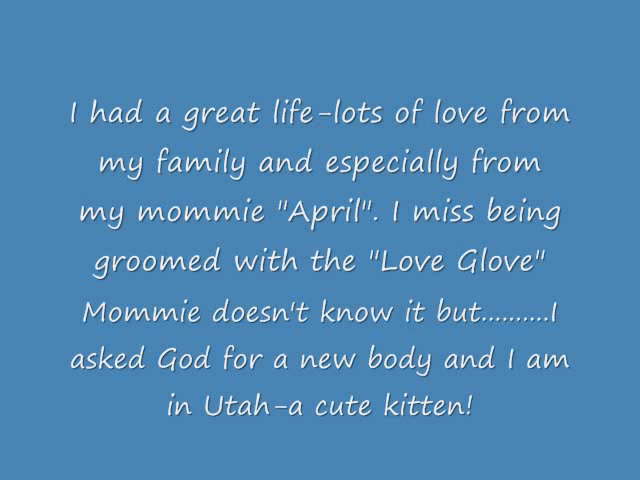 I had a great life-lots of love from
my family and especially from
my mommie "April". I miss being
groomed with the "Love Glove"
Mommie doesn't know it but..........I
asked God for a new body and I am
in Utah-a cute kitten!